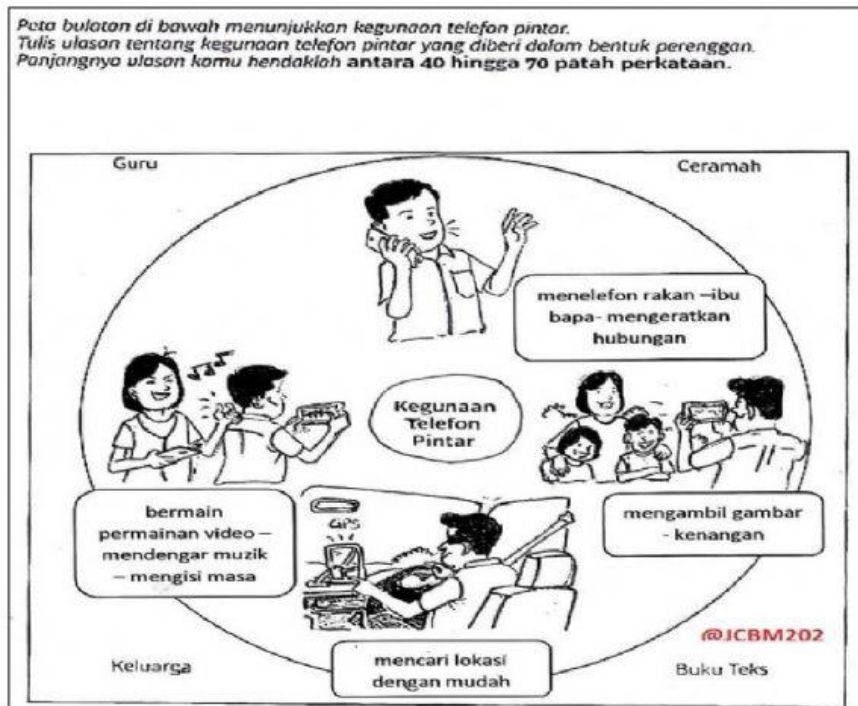 Peta bulatan di bawah menunjukkan kegunaan telefon pintar.
Tulis ulasan tentang kegunaan telefon pintar yang diberi dalam bentuk perenggan.
Panjangnya ulasan kamu hendaklah antara 40 hingga 70 patah perkataan.
Guru
Ceramah
menelefon rakan –ibu
bapa- mengeratkan
hubungan
Kegunaan
Telefon
Pintar
bermain
permainan video –
mendengar muzik
– mengisi masa
GPS
mengambil gambar
- kenangan
@JCBM202
Keluarga
mencari lokasi
dengan mudah
Buku Teks